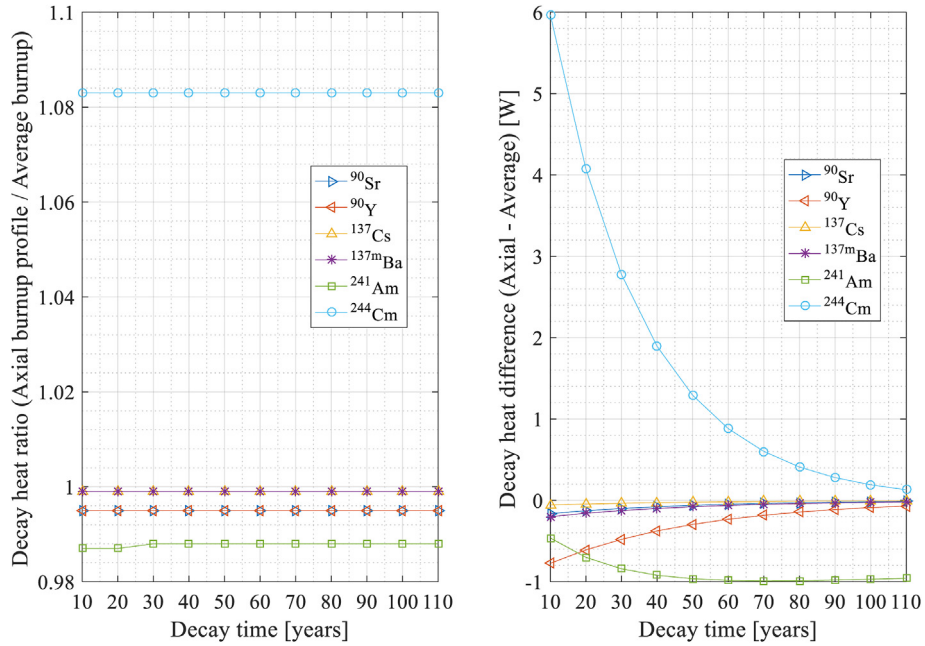 Decay heat ratio (Axial burnup profile / Average burnup)
1.1
1.08
1.06
1.04
1.02
1
0.98
⁹⁰Sr
⁹⁰Y
¹³⁷Cs
¹³⁷ᵐBa
²⁴¹Am
²⁴⁴Cm
10 20 30 40 50 60 70 80 90 100 110
Decay time [years]
Decay heat difference (Axial - Average) [W]
6
5
4
3
2
1
0
-1
⁹⁰Sr
⁹⁰Y
¹³⁷Cs
¹³⁷ᵐBa
²⁴¹Am
²⁴⁴Cm
10 20 30 40 50 60 70 80 90 100 110
Decay time [years]